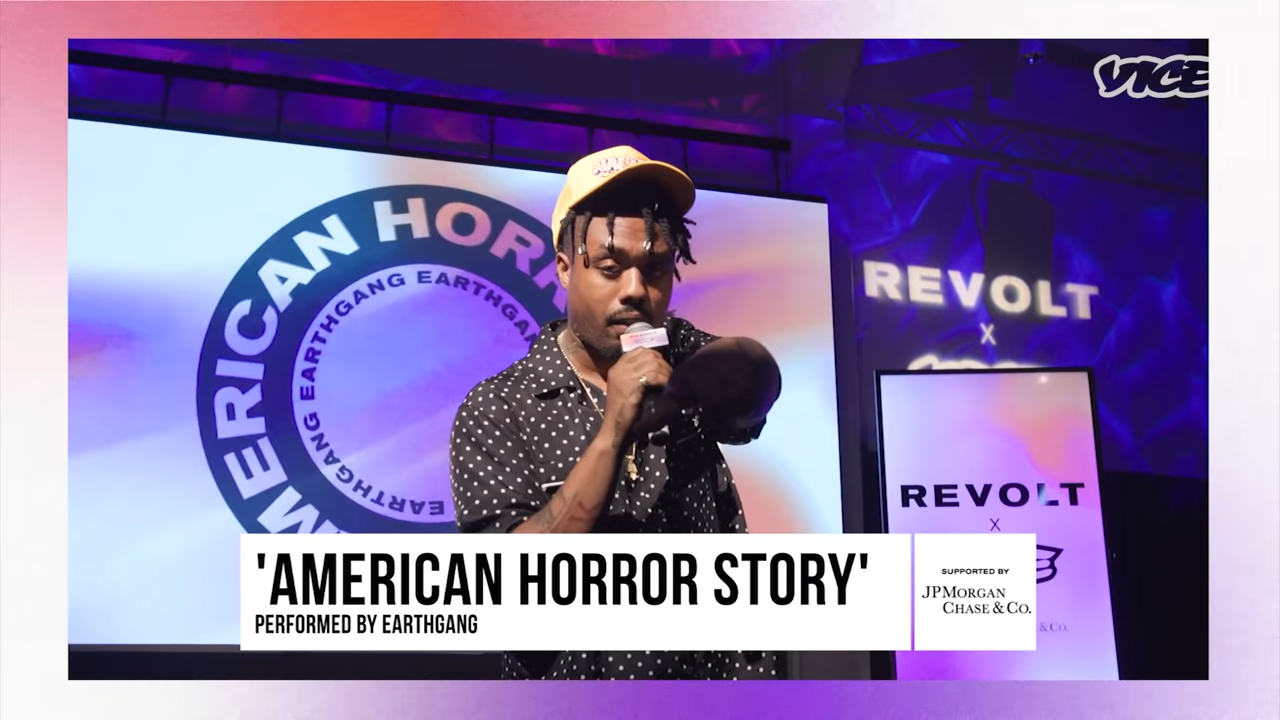 VICE
AMERICAN HORR
EARTHGANG EARTHGANG EARTHGANG
REVOLT
X
REVOLT
X
'AMERICAN HORROR STORY'
PERFORMED BY EARTHGANG
SUPPORTED BY
JPMORGAN
CHASE & CO.
& CO.